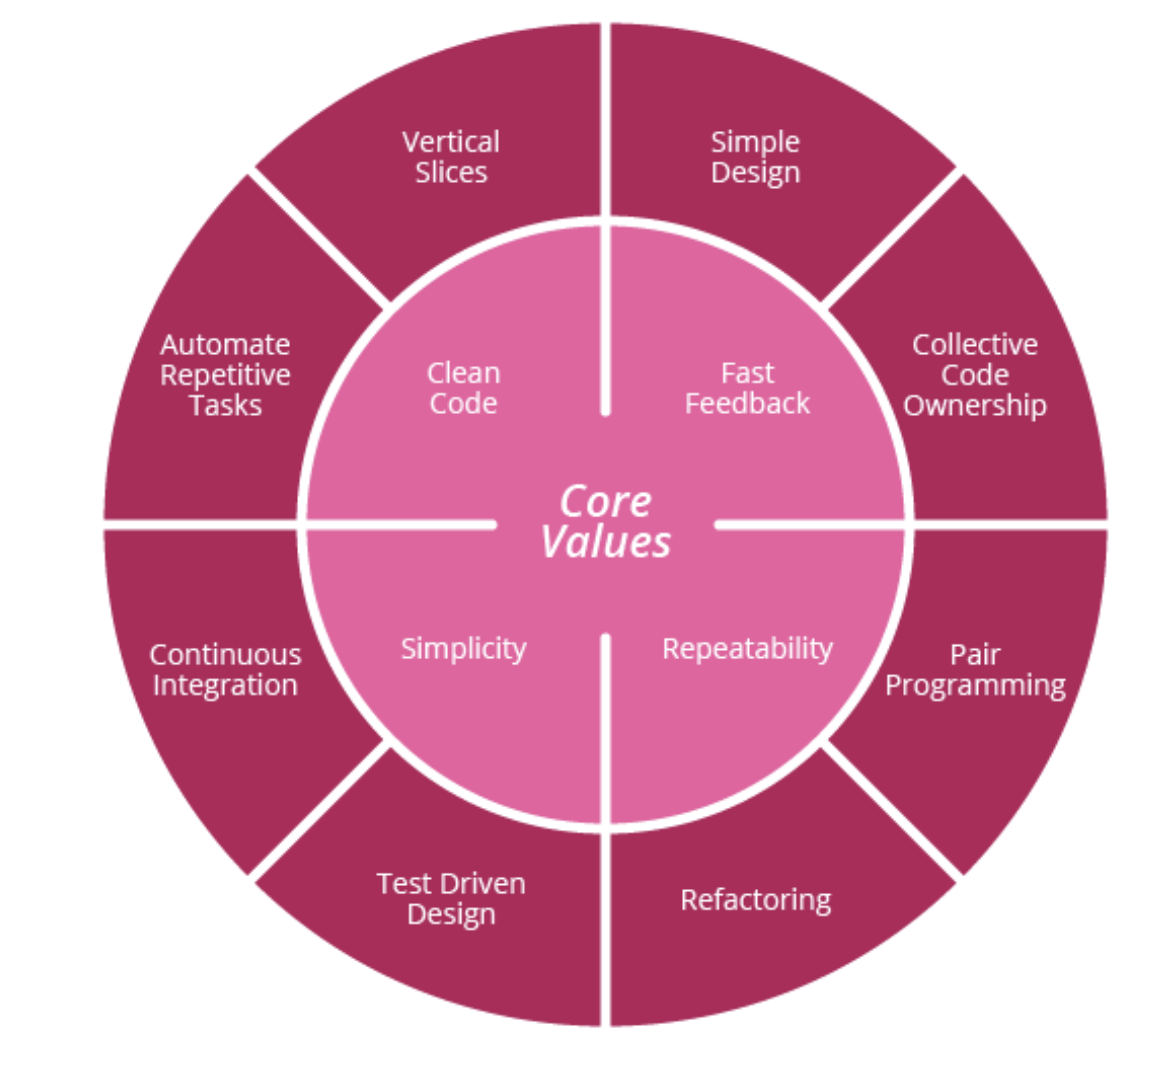 Vertical
Slices
Simple
Design
Automate
Repetitive
Tasks
Collective
Code
Ownership
Clean
Code
Fast
Feedback
Core
Values
Simplicity
Repeatability
Continuous
Integration
Pair
Programming
Test Driven
Design
Refactoring